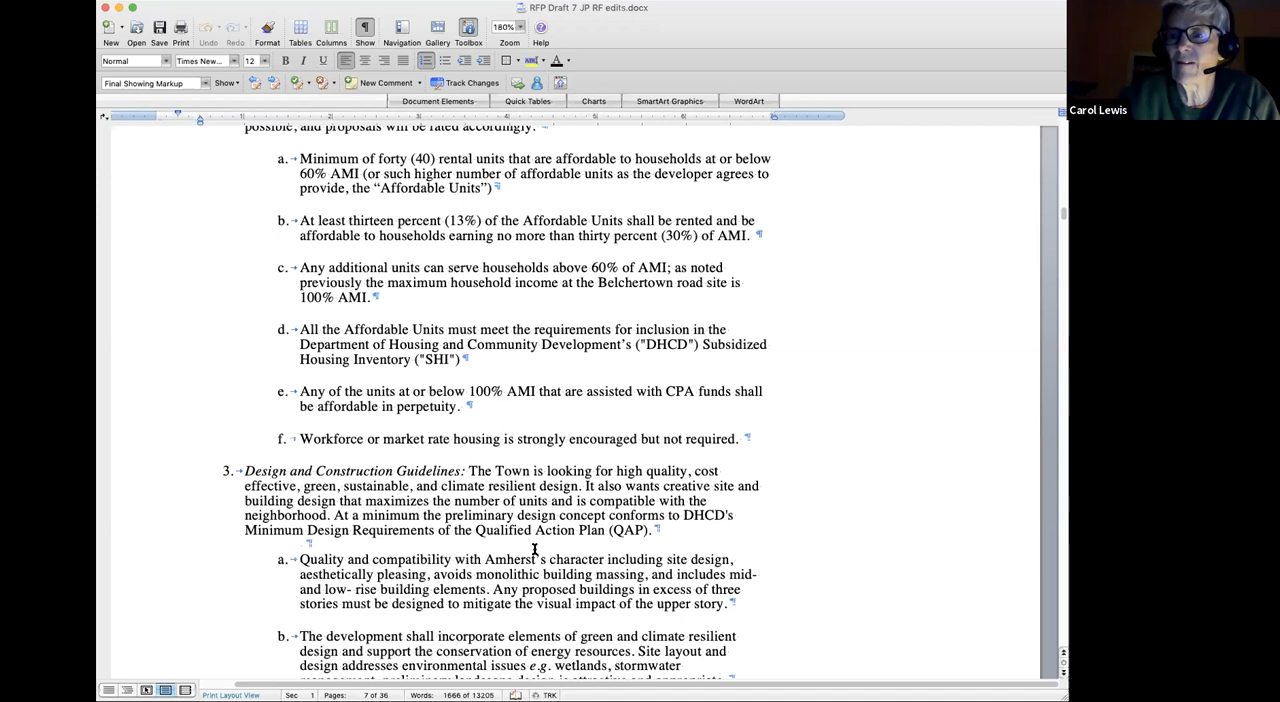 RFP Draft 7 JP RF edits.docx
New Open Save Print Undo Redo Format Tables Columns Show Navigation Gallery Toolbox Zoom Help
180%
Normal Times New... 12 B I U
Final Showing Markup Show New Comment Track Changes
Document Elements Quick Tables Charts SmartArt Graphics WordArt
Carol Lewis
possible, and proposals will be rated accordingly.
a. Minimum of forty (40) rental units that are affordable to households at or below
60% AMI (or such higher number of affordable units as the developer agrees to
provide, the “Affordable Units”)
b. At least thirteen percent (13%) of the Affordable Units shall be rented and be
affordable to households earning no more than thirty percent (30%) of AMI.
c. Any additional units can serve households above 60% of AMI; as noted
previously the maximum household income at the Belchertown road site is
100% AMI.
d. All the Affordable Units must meet the requirements for inclusion in the
Department of Housing and Community Development’s ("DHCD") Subsidized
Housing Inventory ("SHI")
e. Any of the units at or below 100% AMI that are assisted with CPA funds shall
be affordable in perpetuity.
f. Workforce or market rate housing is strongly encouraged but not required.
3. Design and Construction Guidelines: The Town is looking for high quality, cost
effective, green, sustainable, and climate resilient design. It also wants creative site and
building design that maximizes the number of units and is compatible with the
neighborhood. At a minimum the preliminary design concept conforms to DHCD's
Minimum Design Requirements of the Qualified Action Plan (QAP).
a. Quality and compatibility with Amherst’s character including site design,
aesthetically pleasing, avoids monolithic building massing, and includes mid-
and low- rise building elements. Any proposed buildings in excess of three
stories must be designed to mitigate the visual impact of the upper story.
b. The development shall incorporate elements of green and climate resilient
design and support the conservation of energy resources. Site layout and
design addresses environmental issues e.g. wetlands, stormwater
Print Layout View Sec 1 Pages: 7 of 36 Words: 1666 of 13205 TRK